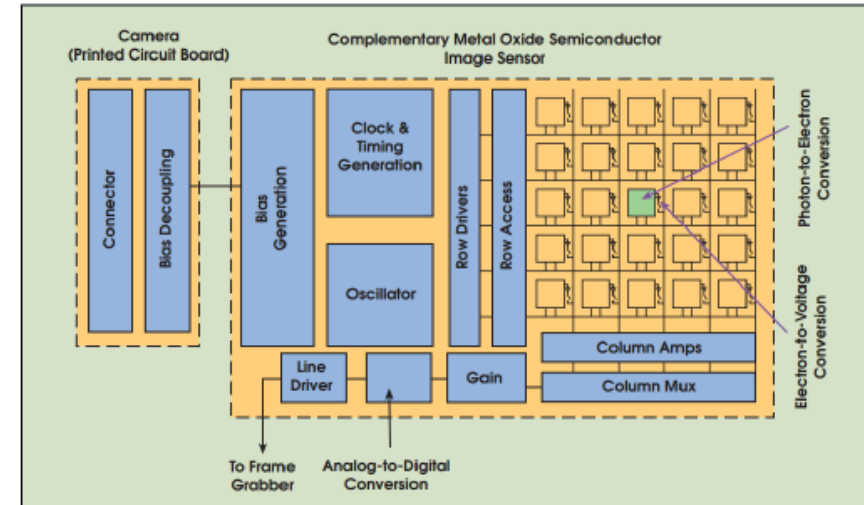 Camera
(Printed Circuit Board)
Complementary Metal Oxide Semiconductor
Image Sensor
Connector
Bias Decoupling
Bias
Generation
Clock &
Timing
Generation
Oscillator
Row Drivers
Row Access
Photon-to-Electron
Conversion
Electron-to-Voltage
Conversion
Column Amps
Column Mux
Line
Driver
Gain
To Frame
Grabber
Analog-to-Digital
Conversion